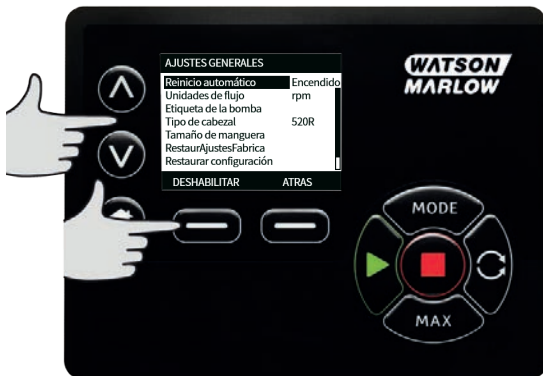 AJUSTES GENERALES
Reinicio automático Encendido
Unidades de flujo rpm
Etiqueta de la bomba
Tipo de cabezal 520R
Tamaño de manguera
RestaurAjustesFabrica
Restaurar configuración
DESHABILITAR ATRAS
WATSON
MARLOW
MODE
MAX